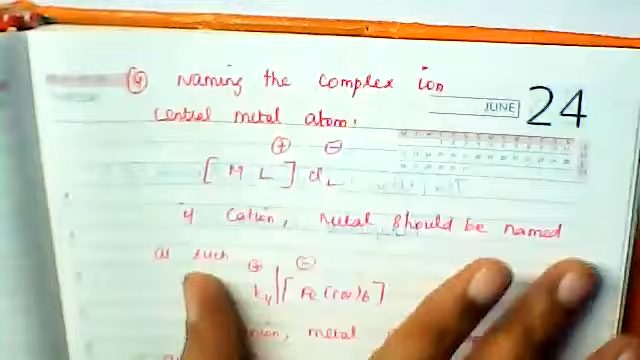 ④ Naming the complex ion
JUNE 24
central metal atom:
⊕ ⊖
[ M L ] Cl₂
if cation, metal should be named
as such
⊕ ⊖
K₄ [ Fe(CN)₆ ]
metal